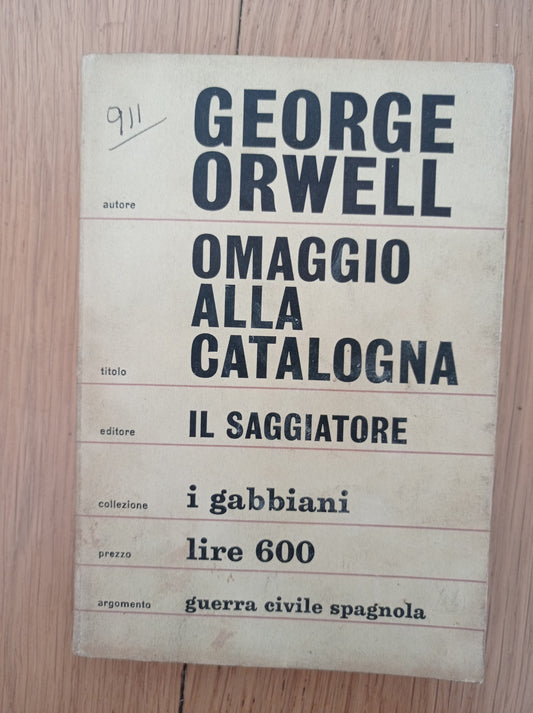 911
GEORGE
autore ORWELL
OMAGGIO
ALLA
titolo CATALOGNA
editore IL SAGGIATORE
collezione i gabbiani
prezzo lire 600
argomento guerra civile spagnola